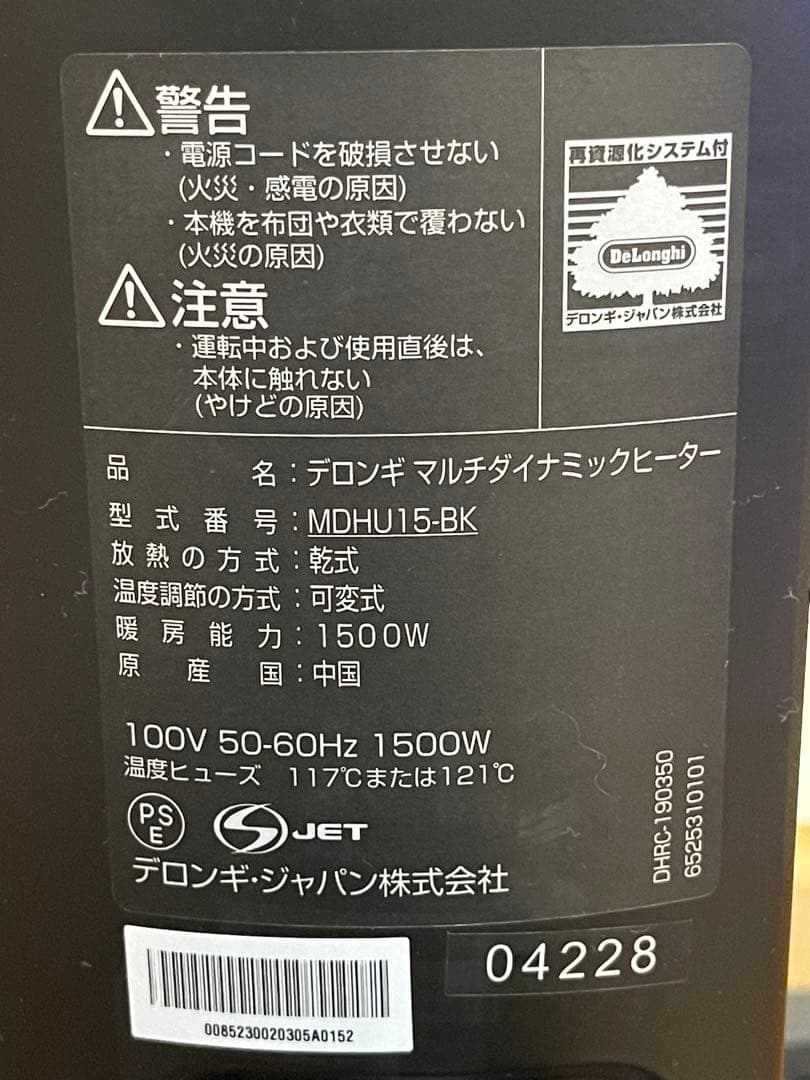 警告
・電源コードを破損させない
(火災・感電の原因)
・本機を布団や衣類で覆わない
(火災の原因)
注意
・運転中および使用直後は、
本体に触れない
(やけどの原因)
再資源化システム付
DeLonghi
デロンギ・ジャパン株式会社
品名:デロンギ マルチダイナミックヒーター
型式番号:MDHU15-BK
放熱の方式:乾式
温度調節の方式:可変式
暖房能力:1500W
原産国:中国
100V 50-60Hz 1500W
温度ヒューズ 117℃または121℃
PS
E
S JET
デロンギ・ジャパン株式会社
DHRC-190350
6525310101
0085230020305A0152
04228